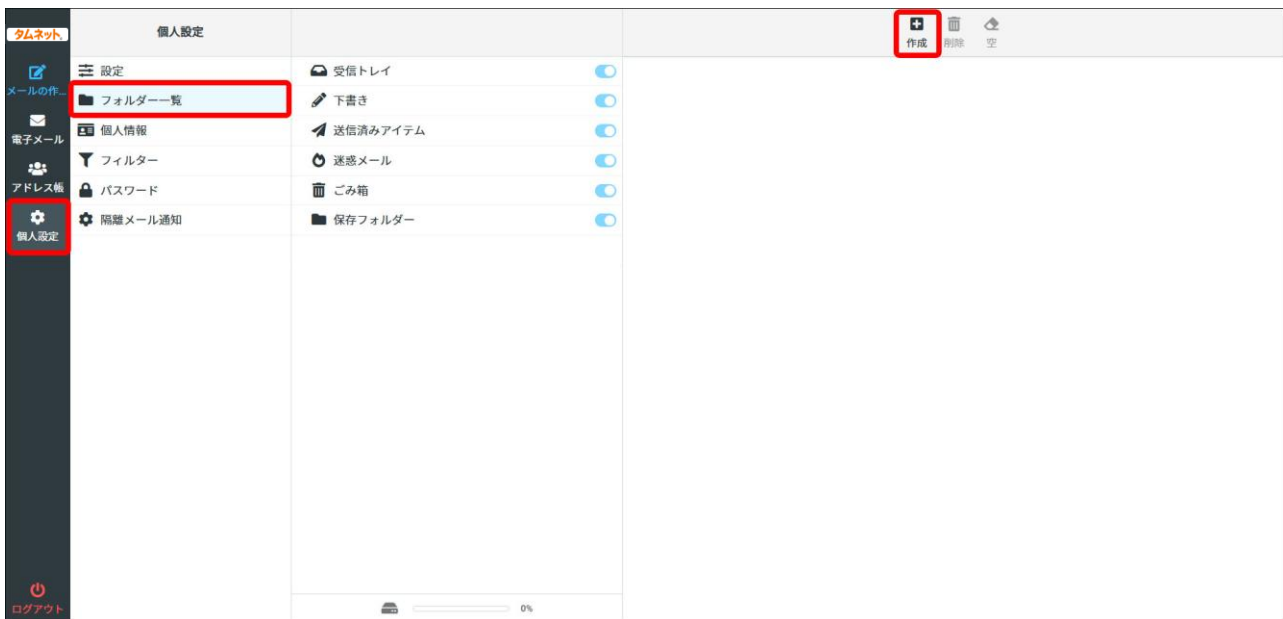 タムネット.
メールの作...
電子メール
アドレス帳
個人設定
ログアウト
個人設定
設定
フォルダー一覧
個人情報
フィルター
パスワード
隔離メール通知
受信トレイ
下書き
送信済みアイテム
迷惑メール
ごみ箱
保存フォルダー
0%
作成 削除 空